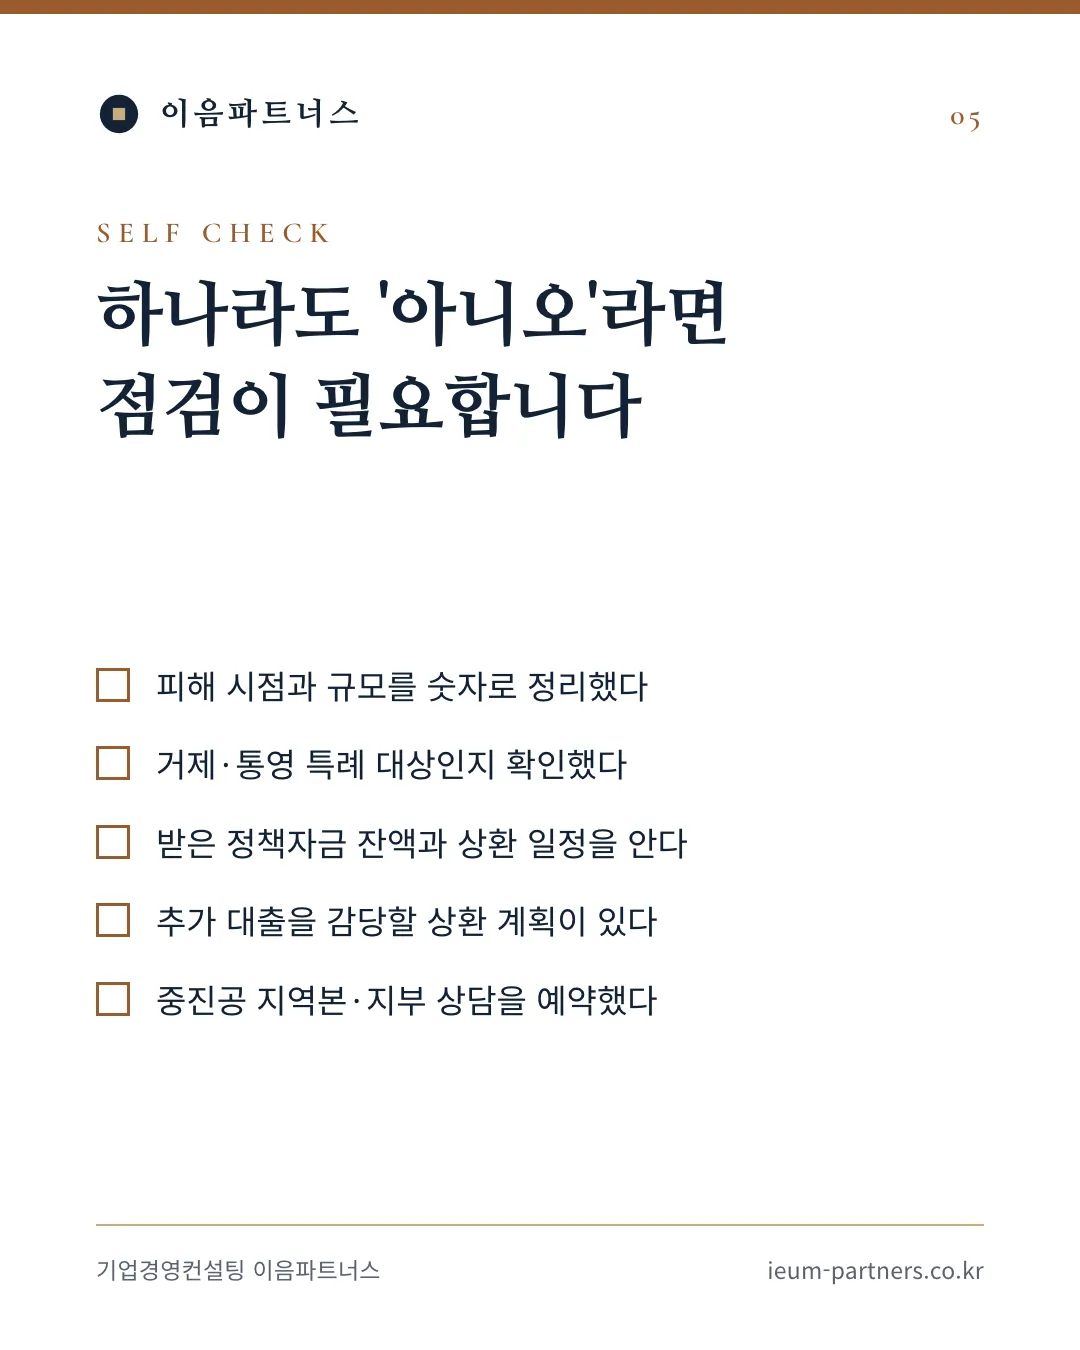 이음파트너스
05
SELF CHECK
하나라도 '아니오'라면
점검이 필요합니다
피해 시점과 규모를 숫자로 정리했다
거제·통영 특례 대상인지 확인했다
받은 정책자금 잔액과 상환 일정을 안다
추가 대출을 감당할 상환 계획이 있다
중진공 지역본·지부 상담을 예약했다
기업경영컨설팅 이음파트너스
ieum-partners.co.kr